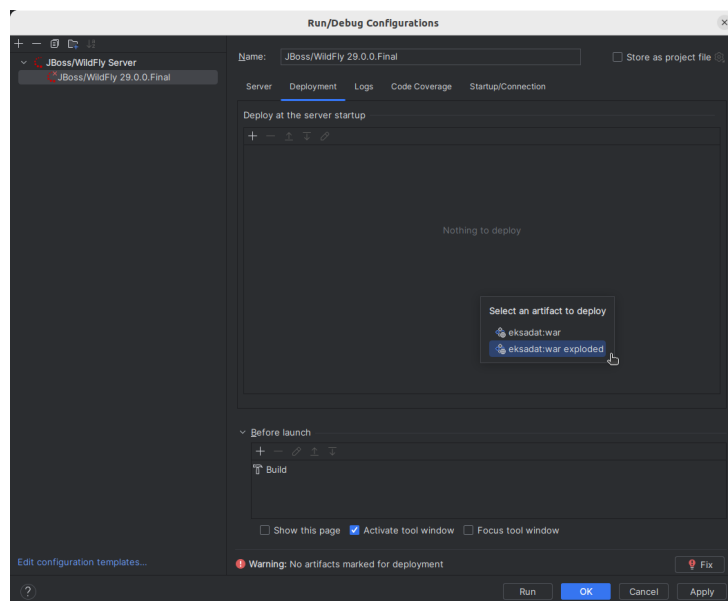 Run/Debug Configurations
JBoss/WildFly Server
JBoss/WildFly 29.0.0.Final
Name: JBoss/WildFly 29.0.0.Final
Store as project file
Server Deployment Logs Code Coverage Startup/Connection
Deploy at the server startup
Nothing to deploy
Select an artifact to deploy
eksadat:war
eksadat:war exploded
Before launch
Build
Show this page Activate tool window Focus tool window
Edit configuration templates...
Warning: No artifacts marked for deployment
Fix
? Run OK Cancel Apply